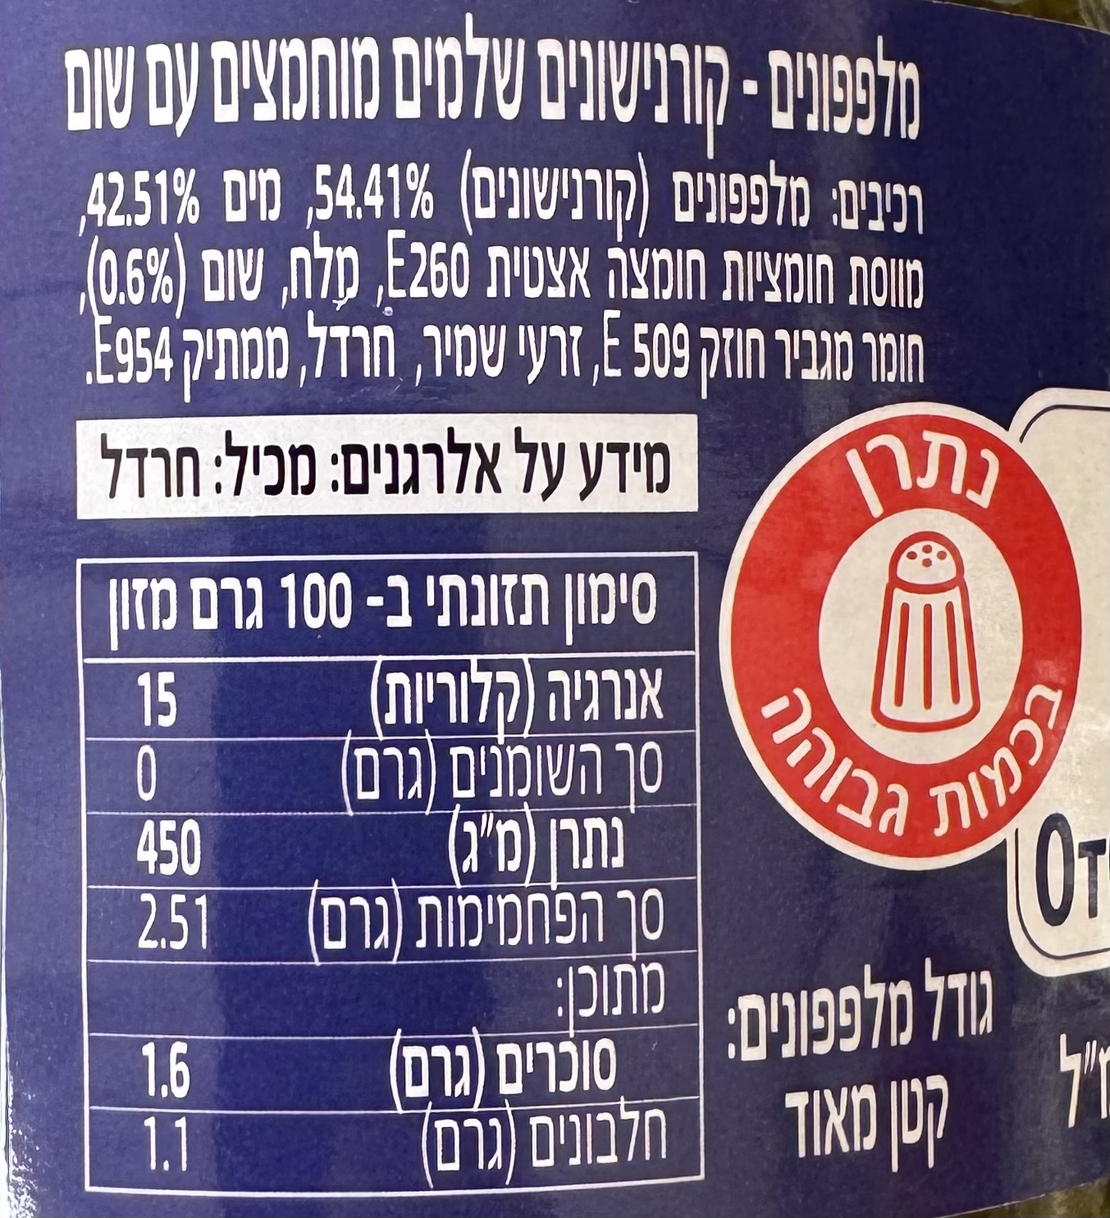 מלפפונים - קורנישונים שלמים מוחמצים עם שום
רכיבים: מלפפונים (קורנישונים) 54.41%, מים 42.51%,
מווסת חומציות חומצה אצטית E260, מלח, שום (0.6%),
חומר מגביר חוזק E 509, זרעי שמיר, חרדל, ממתיק E954.
מידע על אלרגנים: מכיל: חרדל
סימון תזונתי ב- 100 גרם מזון
אנרגיה (קלוריות) 15
סך השומנים (גרם) 0
נתרן (מ"ג) 450
סך הפחמימות (גרם) 2.51
מתוכן:
סוכרים (גרם) 1.6
חלבונים (גרם) 1.1
נתרן
בכמות גבוהה
גודל מלפפונים:
קטן מאוד